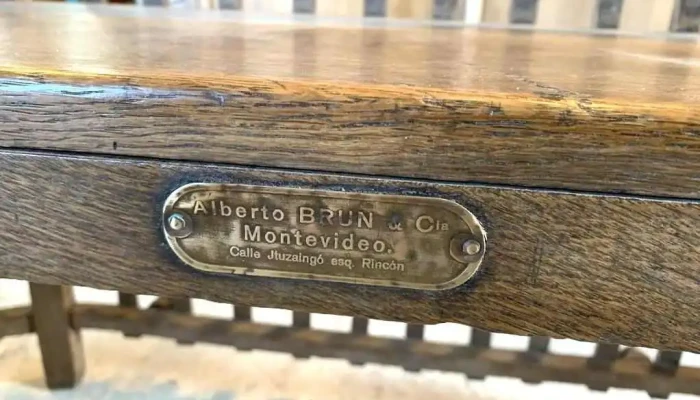 Alberto BRUN & Cia
Montevideo.
Calle Jtuzaingó esq. Rincón